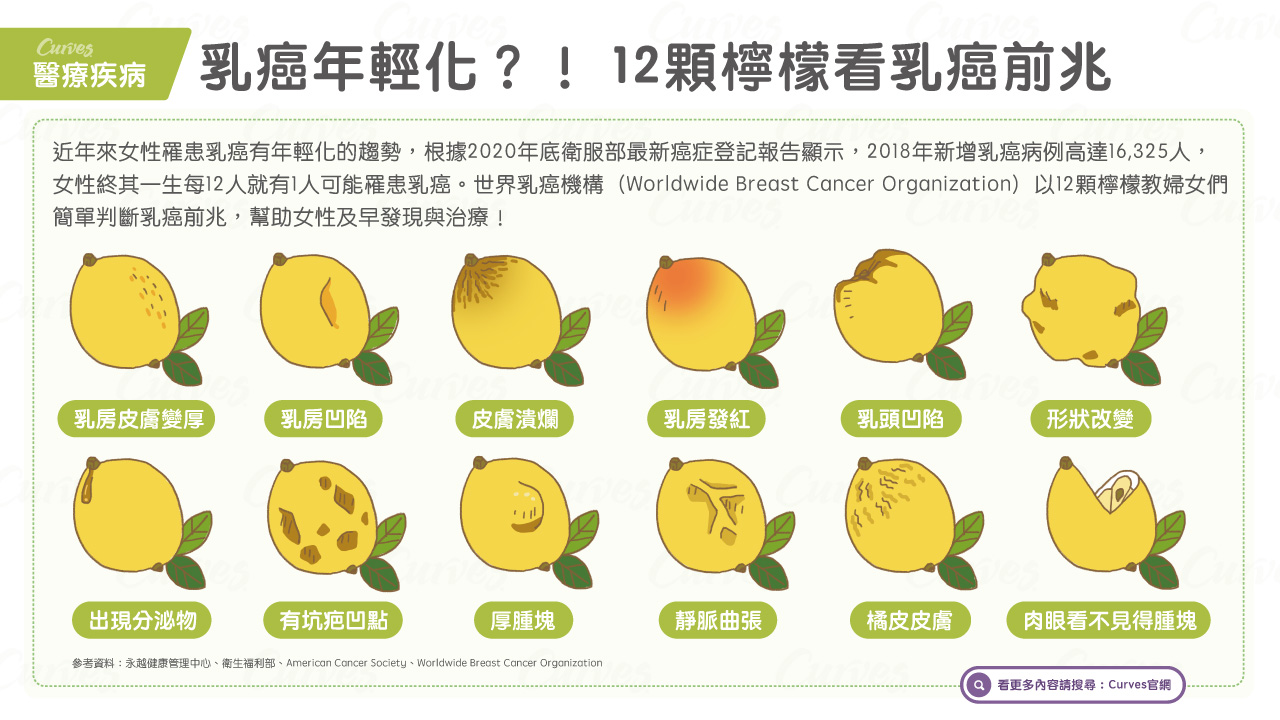 Curves
醫療疾病
乳癌年輕化？！ 12顆檸檬看乳癌前兆
近年來女性罹患乳癌有年輕化的趨勢，根據2020年底衛服部最新癌症登記報告顯示，2018年新增乳癌病例高達16,325人，
女性終其一生每12人就有1人可能罹患乳癌。世界乳癌機構（Worldwide Breast Cancer Organization）以12顆檸檬教婦女們
簡單判斷乳癌前兆，幫助女性及早發現與治療！
乳房皮膚變厚
乳房凹陷
皮膚潰爛
乳房發紅
乳頭凹陷
形狀改變
出現分泌物
有坑疤凹點
厚腫塊
靜脈曲張
橘皮皮膚
肉眼看不見得腫塊
參考資料：永越健康管理中心、衛生福利部、American Cancer Society、Worldwide Breast Cancer Organization
看更多內容請搜尋：Curves官網